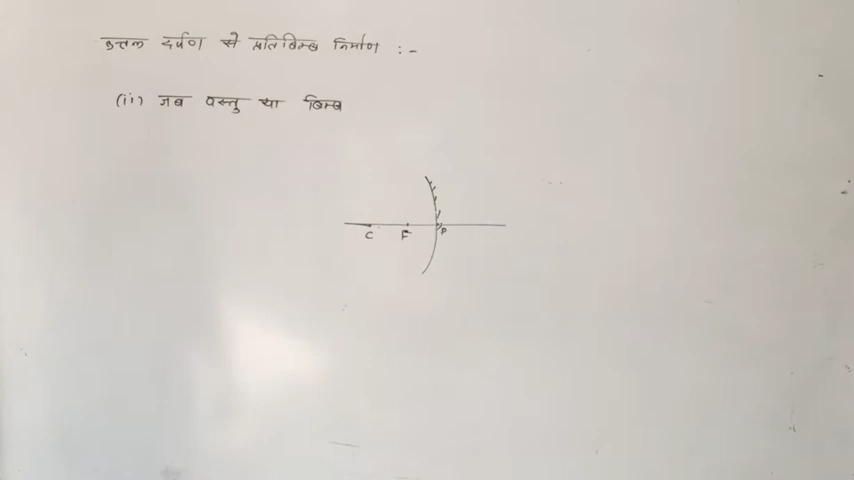 उत्तल दर्पण से प्रतिबिम्ब निर्माण :-
(ii) जब वस्तु या बिम्ब
C F P